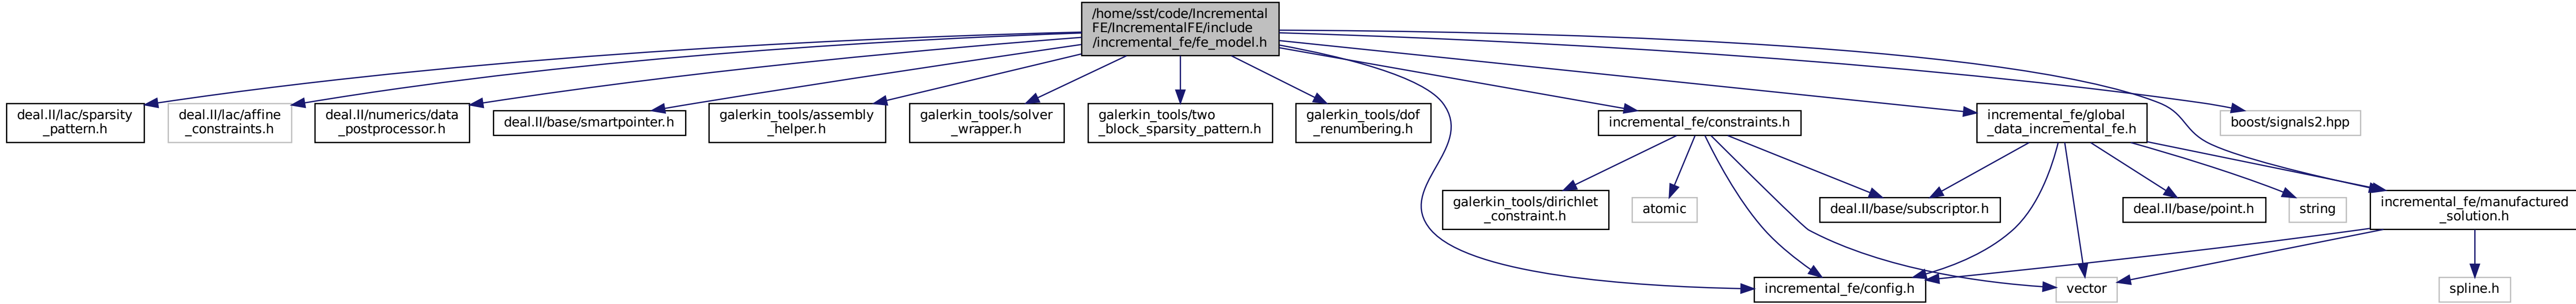 /home/sst/code/Incremental
FE/IncrementalFE/include
/incremental_fe/fe_model.h
deal.II/lac/sparsity
_pattern.h
deal.II/lac/affine
_constraints.h
deal.II/numerics/data
_postprocessor.h
deal.II/base/smartpointer.h
galerkin_tools/assembly
_helper.h
galerkin_tools/solver
_wrapper.h
galerkin_tools/two
_block_sparsity_pattern.h
galerkin_tools/dof
_renumbering.h
incremental_fe/constraints.h
incremental_fe/global
_data_incremental_fe.h
boost/signals2.hpp
galerkin_tools/dirichlet
_constraint.h
atomic
deal.II/base/subscriptor.h
deal.II/base/point.h
string
incremental_fe/manufactured
_solution.h
incremental_fe/config.h
vector
spline.h